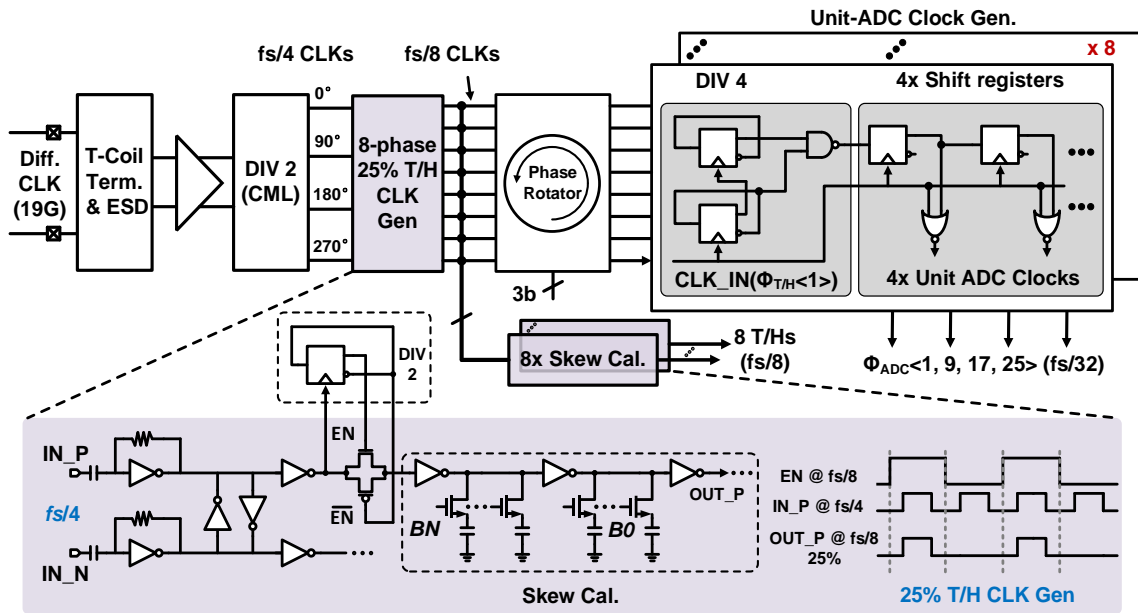 Unit-ADC Clock Gen.
x 8
fs/4 CLKs
fs/8 CLKs
DIV 4
4x Shift registers
Diff.
CLK
(19G)
T-Coil
Term.
& ESD
DIV 2
(CML)
0°
90°
180°
270°
8-phase
25% T/H
CLK
Gen
Phase
Rotator
3b
CLK_IN(ΦT/H<1>)
4x Unit ADC Clocks
8x Skew Cal.
8 T/Hs
(fs/8)
ΦADC<1, 9, 17, 25> (fs/32)
DIV
2
IN_P
fs/4
IN_N
EN
EN
BN
B0
OUT_P
Skew Cal.
EN @ fs/8
IN_P @ fs/4
OUT_P @ fs/8
25%
25% T/H CLK Gen